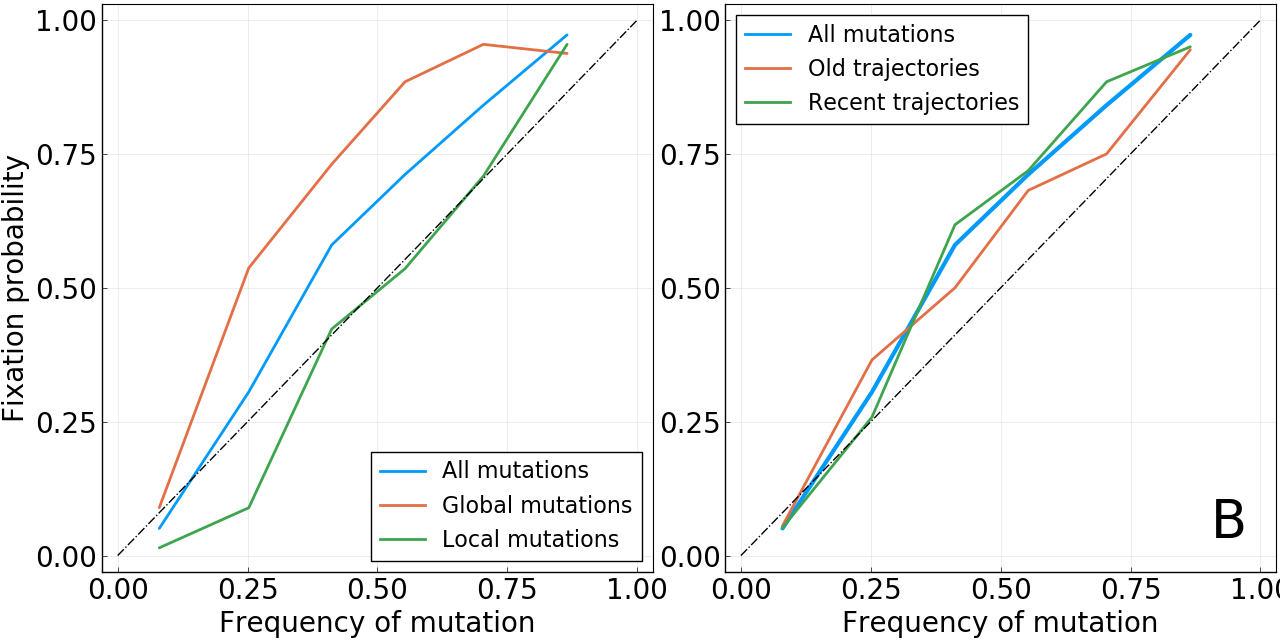 Fixation probability
1.00
0.75
0.50
0.25
0.00
0.00 0.25 0.50 0.75 1.00
Frequency of mutation
All mutations
Global mutations
Local mutations
1.00
0.75
0.50
0.25
0.00
0.00 0.25 0.50 0.75 1.00
Frequency of mutation
All mutations
Old trajectories
Recent trajectories
B